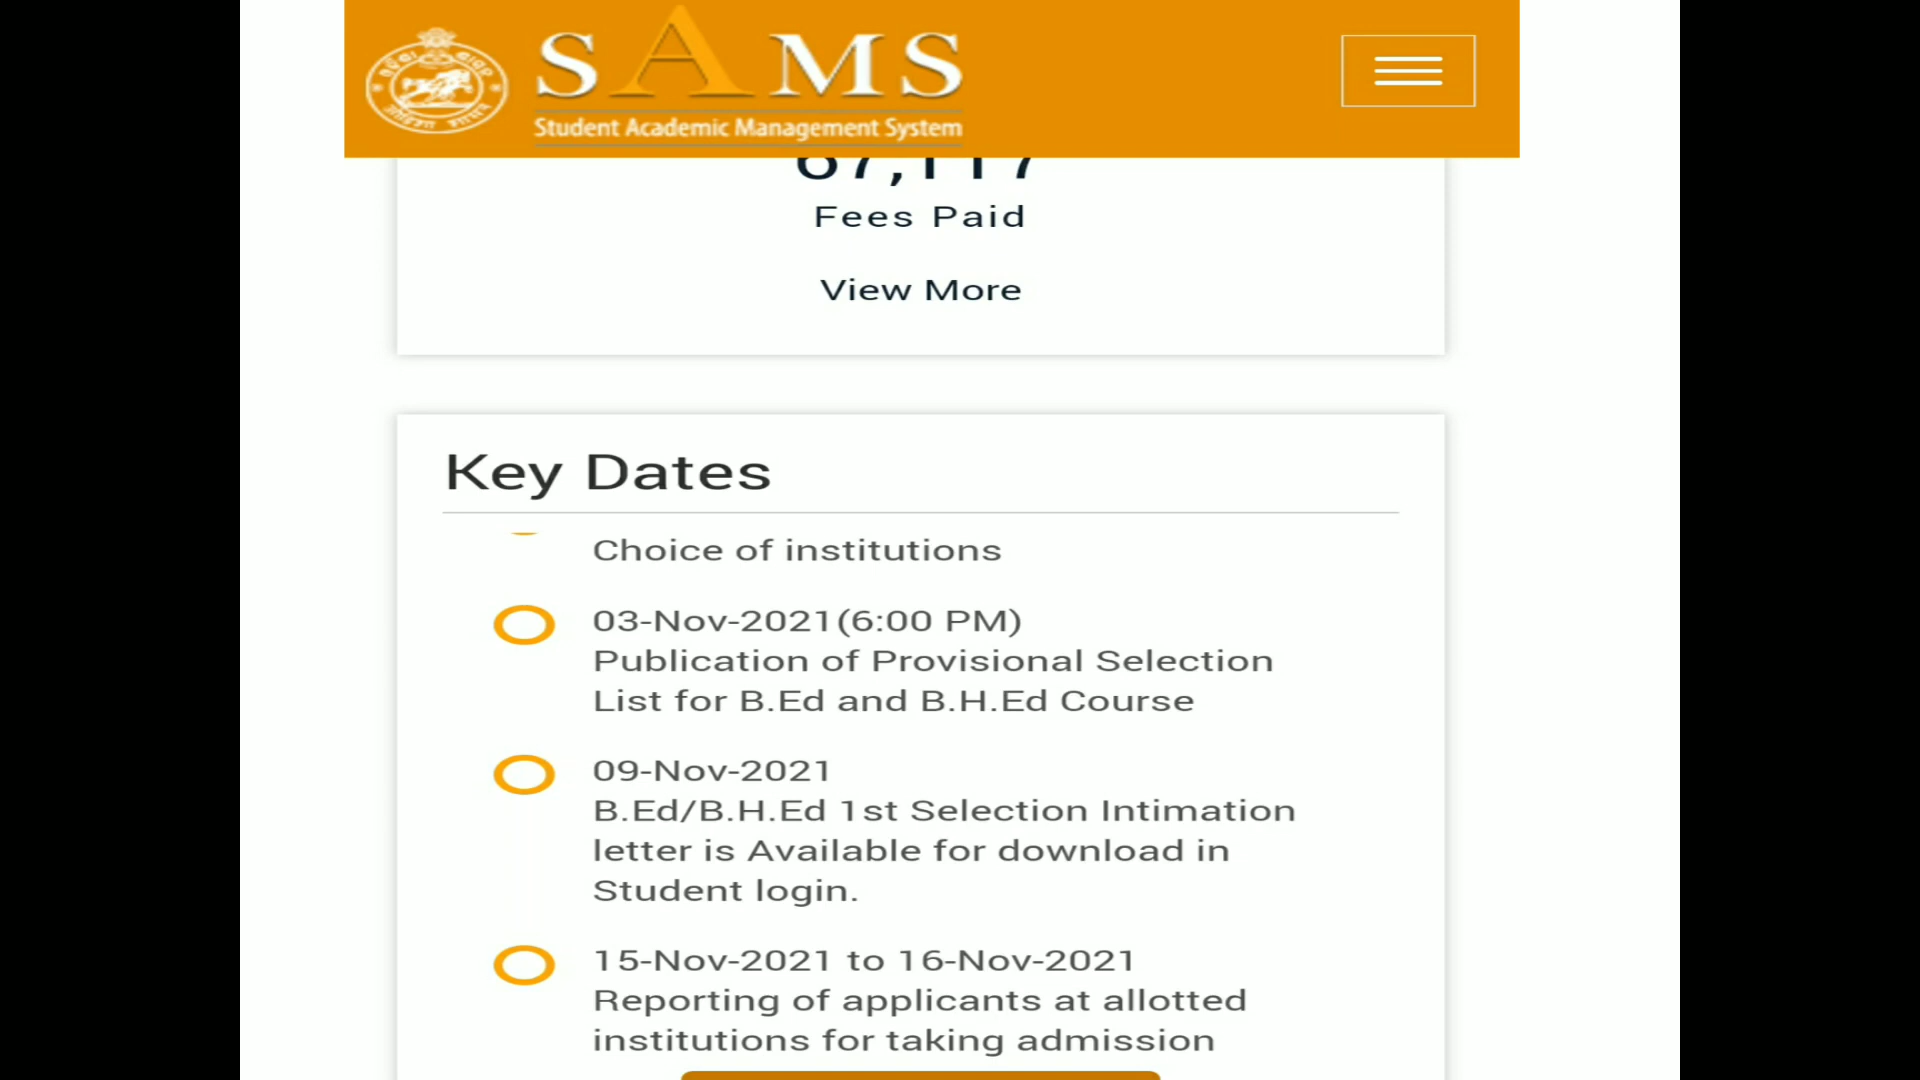 SAMS
Student Academic Management System
Fees Paid
View More
Key Dates
Choice of institutions
03-Nov-2021(6:00 PM)
Publication of Provisional Selection
List for B.Ed and B.H.Ed Course
09-Nov-2021
B.Ed/B.H.Ed 1st Selection Intimation
letter is Available for download in
Student login.
15-Nov-2021 to 16-Nov-2021
Reporting of applicants at allotted
institutions for taking admission